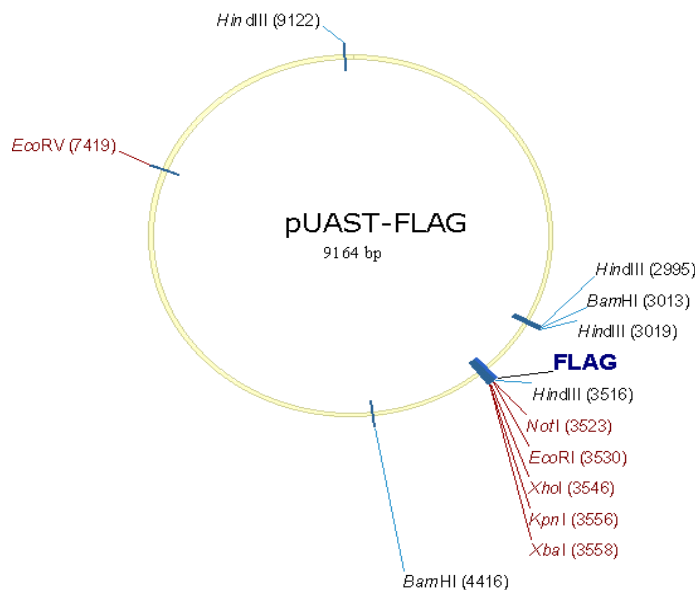 HindIII (9122)
EcoRV (7419)
pUAST-FLAG
9164 bp
HindIII (2995)
BamHI (3013)
HindIII (3019)
FLAG
HindIII (3516)
NotI (3523)
EcoRI (3530)
XhoI (3546)
KpnI (3556)
XbaI (3558)
BamHI (4416)